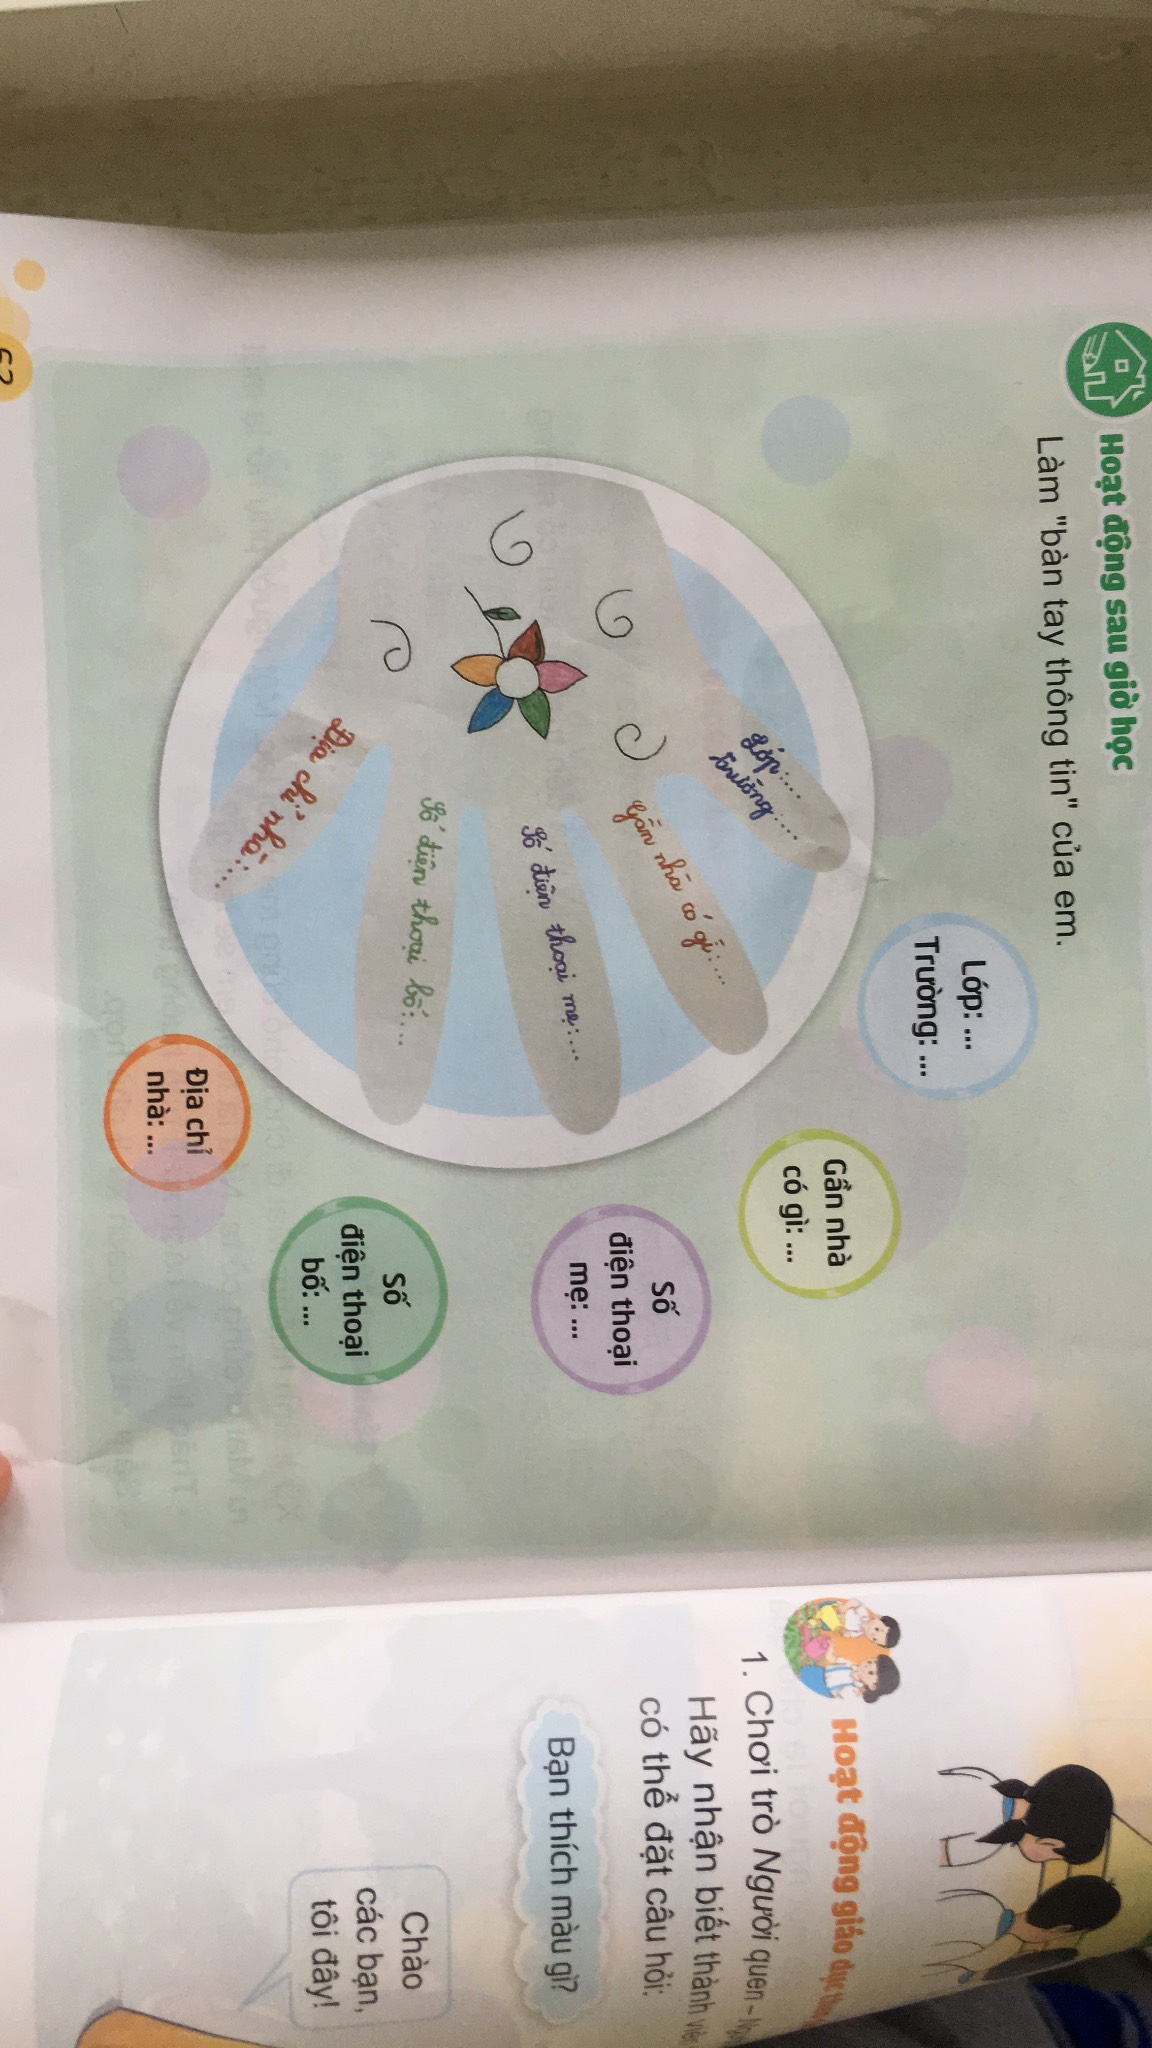 Hoạt động sau giờ học
Làm "bàn tay thông tin" của em.
Lớp:....
Trường....
Gần nhà có gì:....
Số điện thoại mẹ:....
Số điện thoại bố:....
Địa chỉ nhà:....
Lớp: ...
Trường: ...
Gần nhà
có gì: ...
Số
điện thoại
mẹ: ...
Số
điện thoại
bố: ...
Địa chỉ
nhà: ...
Hoạt động giáo dục
1. Chơi trò Người quen –
Hãy nhận biết thành viên
có thể đặt câu hỏi:
Bạn thích màu gì?
Chào
các bạn,
tôi đây!